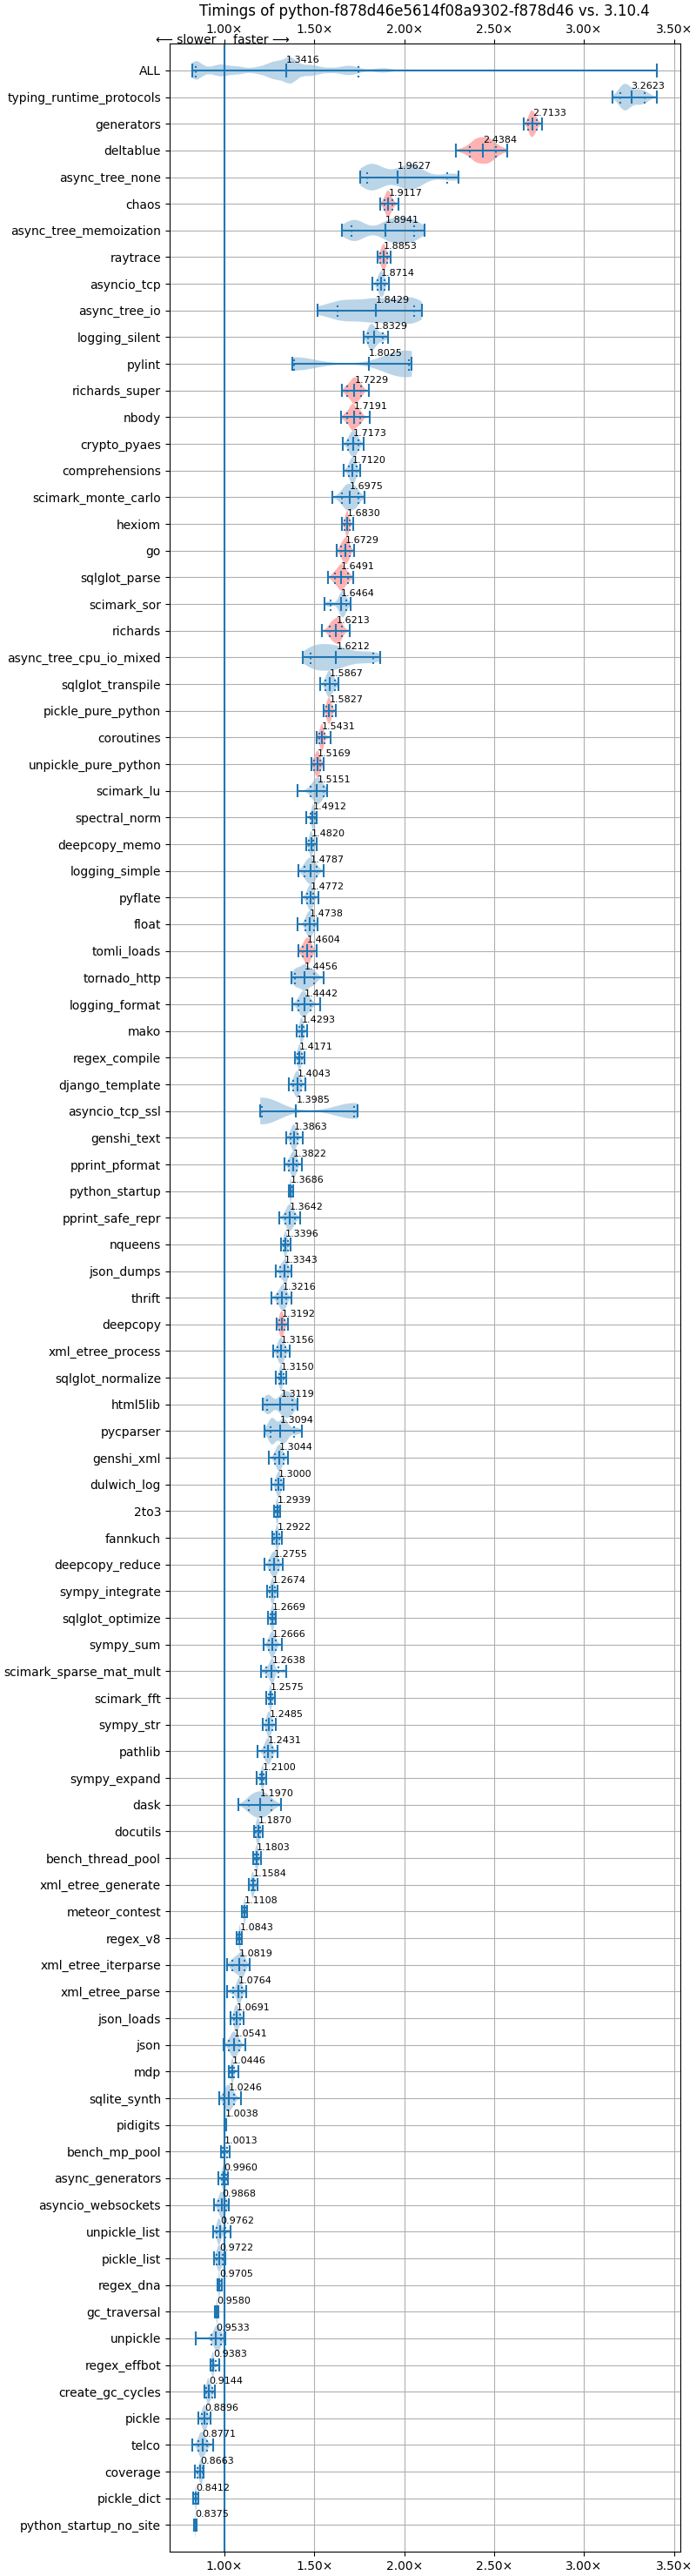 Timings of python-f878d46e5614f08a9302-f878d46 vs. 3.10.4
1.00× 1.50× 2.00× 2.50× 3.00× 3.50×
⟵ slower faster ⟶
ALL 1.3416
typing_runtime_protocols 3.2623
generators 2.7133
deltablue 2.4384
async_tree_none 1.9627
chaos 1.9117
async_tree_memoization 1.8941
raytrace 1.8853
asyncio_tcp 1.8714
async_tree_io 1.8429
logging_silent 1.8329
pylint 1.8025
richards_super 1.7229
nbody 1.7191
crypto_pyaes 1.7173
comprehensions 1.7120
scimark_monte_carlo 1.6975
hexiom 1.6830
go 1.6729
sqlglot_parse 1.6491
scimark_sor 1.6464
richards 1.6213
async_tree_cpu_io_mixed 1.6212
sqlglot_transpile 1.5867
pickle_pure_python 1.5827
coroutines 1.5431
unpickle_pure_python 1.5169
scimark_lu 1.5151
spectral_norm 1.4912
deepcopy_memo 1.4820
logging_simple 1.4787
pyflate 1.4772
float 1.4738
tomli_loads 1.4604
tornado_http 1.4456
logging_format 1.4442
mako 1.4293
regex_compile 1.4171
django_template 1.4043
asyncio_tcp_ssl 1.3985
genshi_text 1.3863
pprint_pformat 1.3822
python_startup 1.3686
pprint_safe_repr 1.3642
nqueens 1.3396
json_dumps 1.3343
thrift 1.3216
deepcopy 1.3192
xml_etree_process 1.3156
sqlglot_normalize 1.3150
html5lib 1.3119
pycparser 1.3094
genshi_xml 1.3044
dulwich_log 1.3000
2to3 1.2939
fannkuch 1.2922
deepcopy_reduce 1.2755
sympy_integrate 1.2674
sqlglot_optimize 1.2669
sympy_sum 1.2666
scimark_sparse_mat_mult 1.2638
scimark_fft 1.2575
sympy_str 1.2485
pathlib 1.2431
sympy_expand 1.2100
dask 1.1970
docutils 1.1870
bench_thread_pool 1.1803
xml_etree_generate 1.1584
meteor_contest 1.1108
regex_v8 1.0843
xml_etree_iterparse 1.0819
xml_etree_parse 1.0764
json_loads 1.0691
json 1.0541
mdp 1.0446
sqlite_synth 1.0246
pidigits 1.0038
bench_mp_pool 1.0013
async_generators 0.9960
asyncio_websockets 0.9868
unpickle_list 0.9762
pickle_list 0.9722
regex_dna 0.9705
gc_traversal 0.9580
unpickle 0.9533
regex_effbot 0.9383
create_gc_cycles 0.9144
pickle 0.8896
telco 0.8771
coverage 0.8663
pickle_dict 0.8412
python_startup_no_site 0.8375
1.00× 1.50× 2.00× 2.50× 3.00× 3.50×